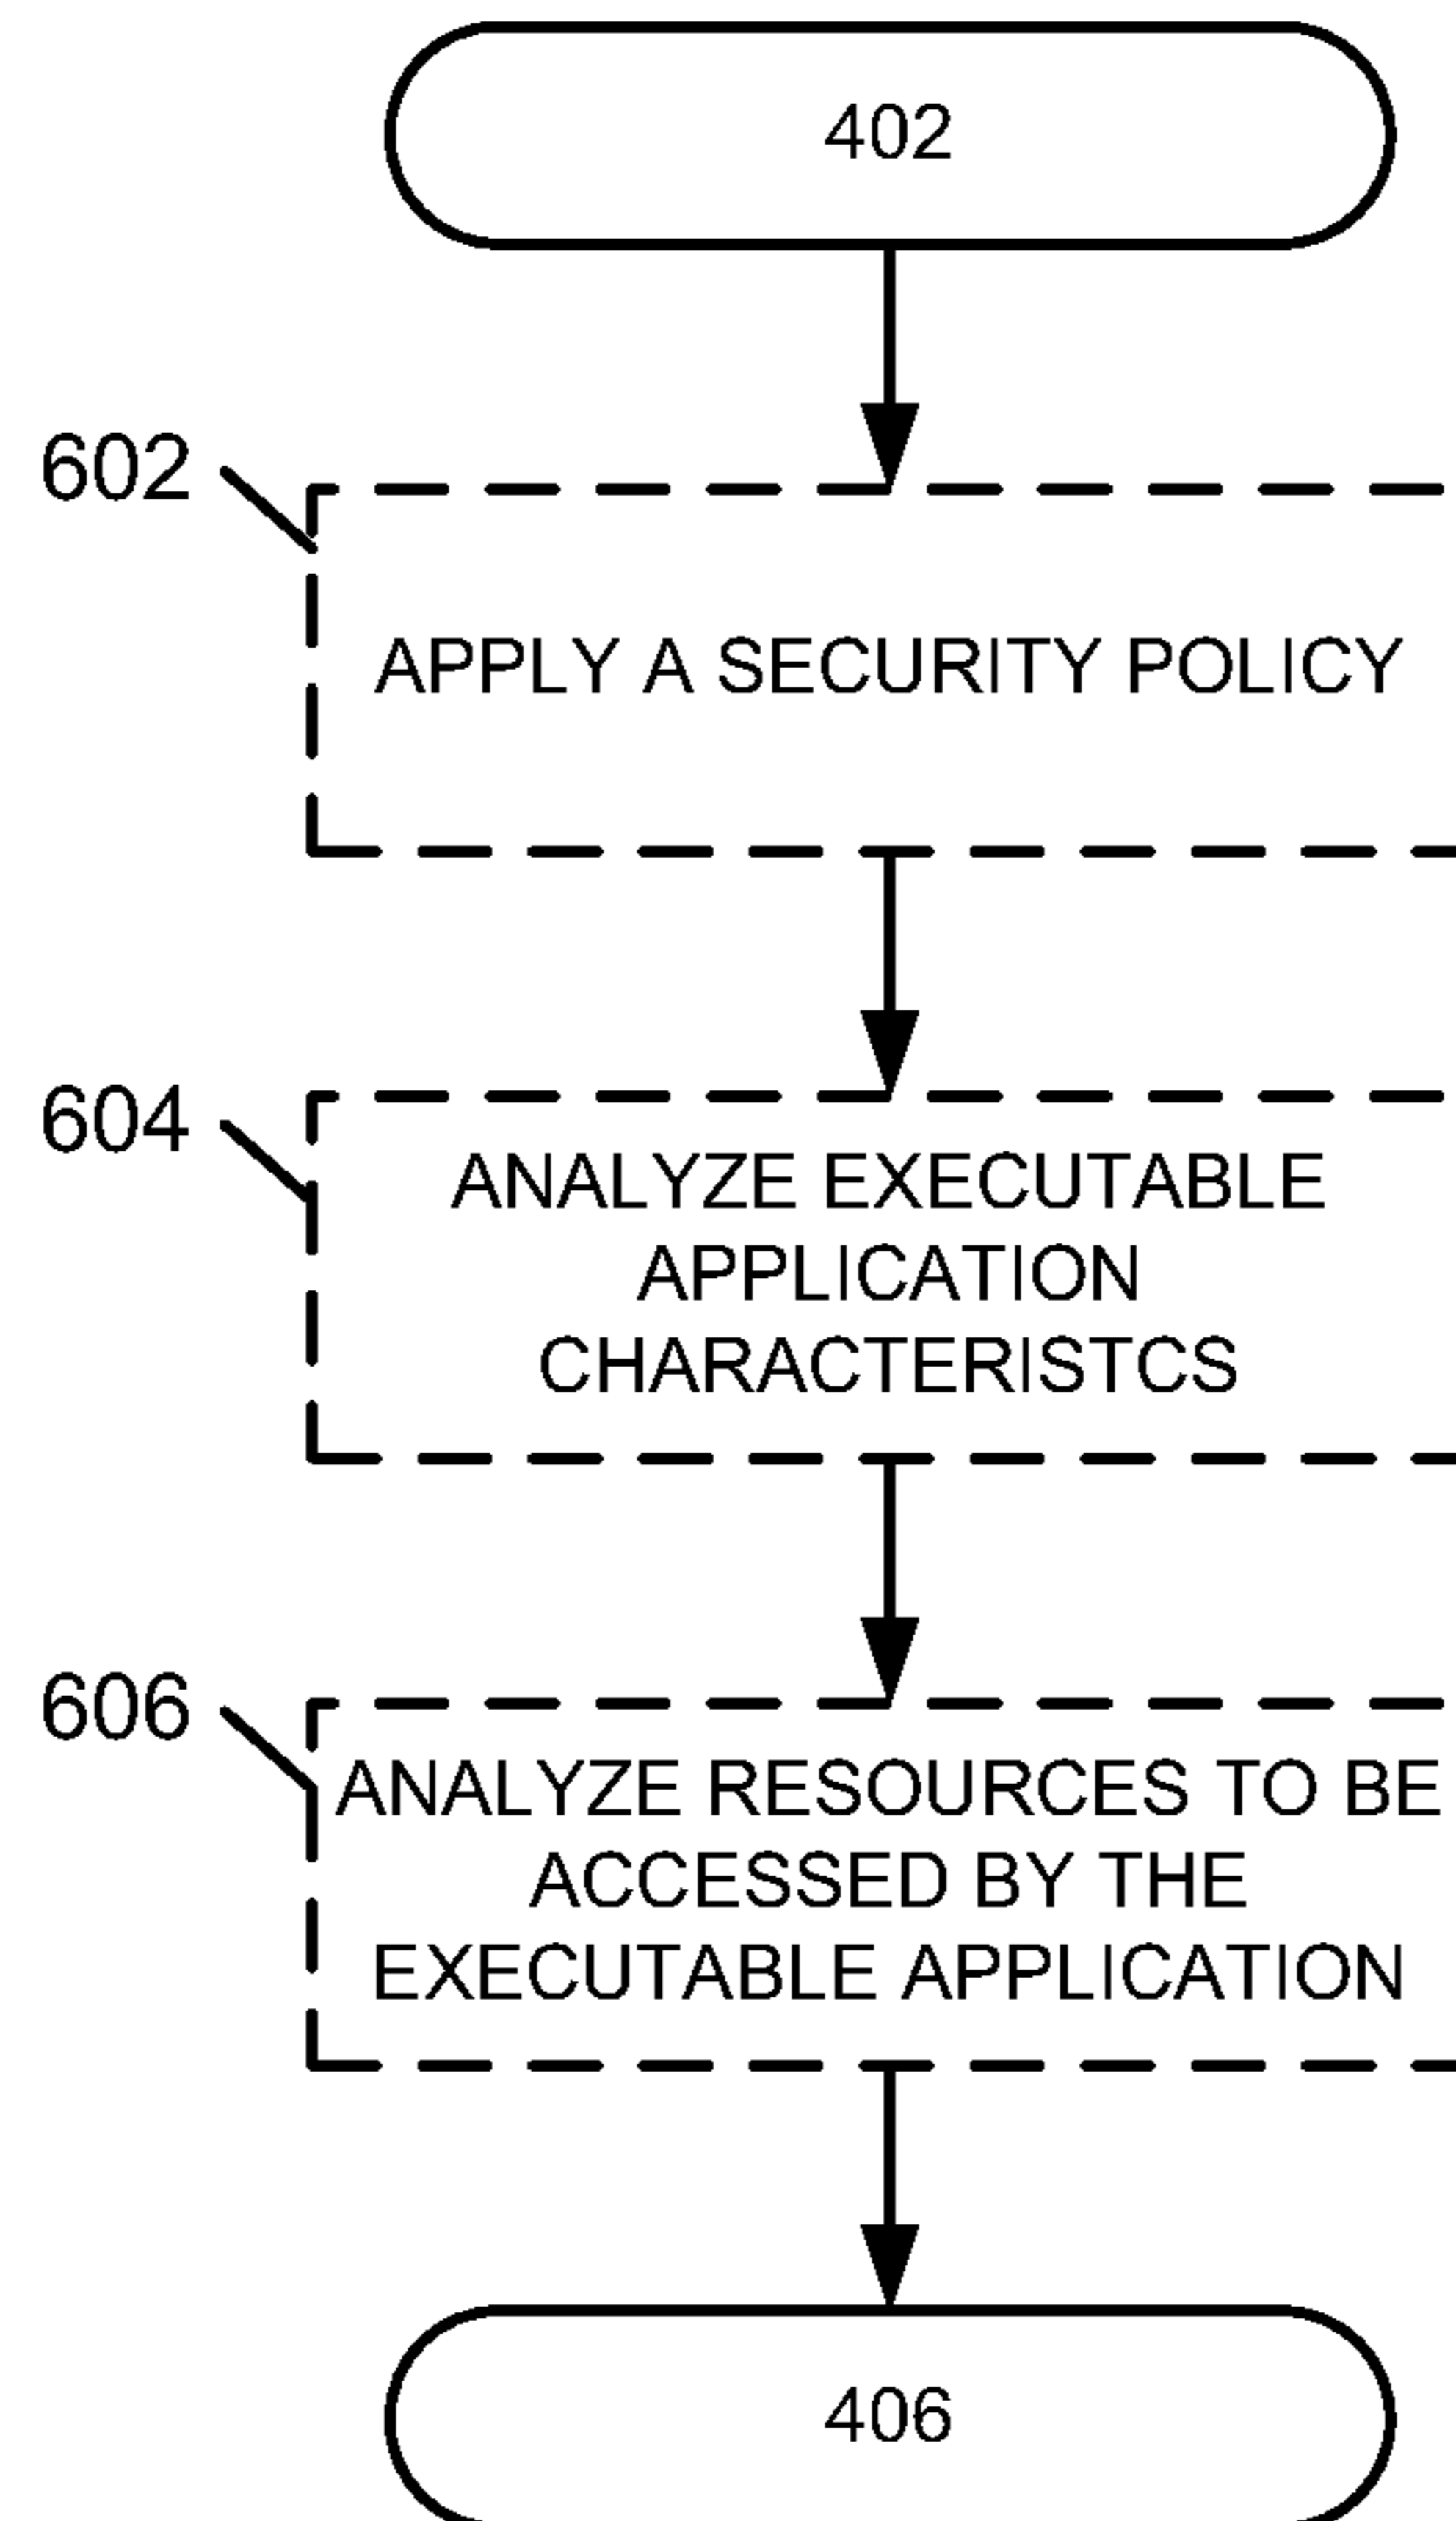 402
602
APPLY A SECURITY POLICY
604
ANALYZE EXECUTABLE
APPLICATION
CHARACTERISTCS
606
ANALYZE RESOURCES TO BE
ACCESSED BY THE
EXECUTABLE APPLICATION
406